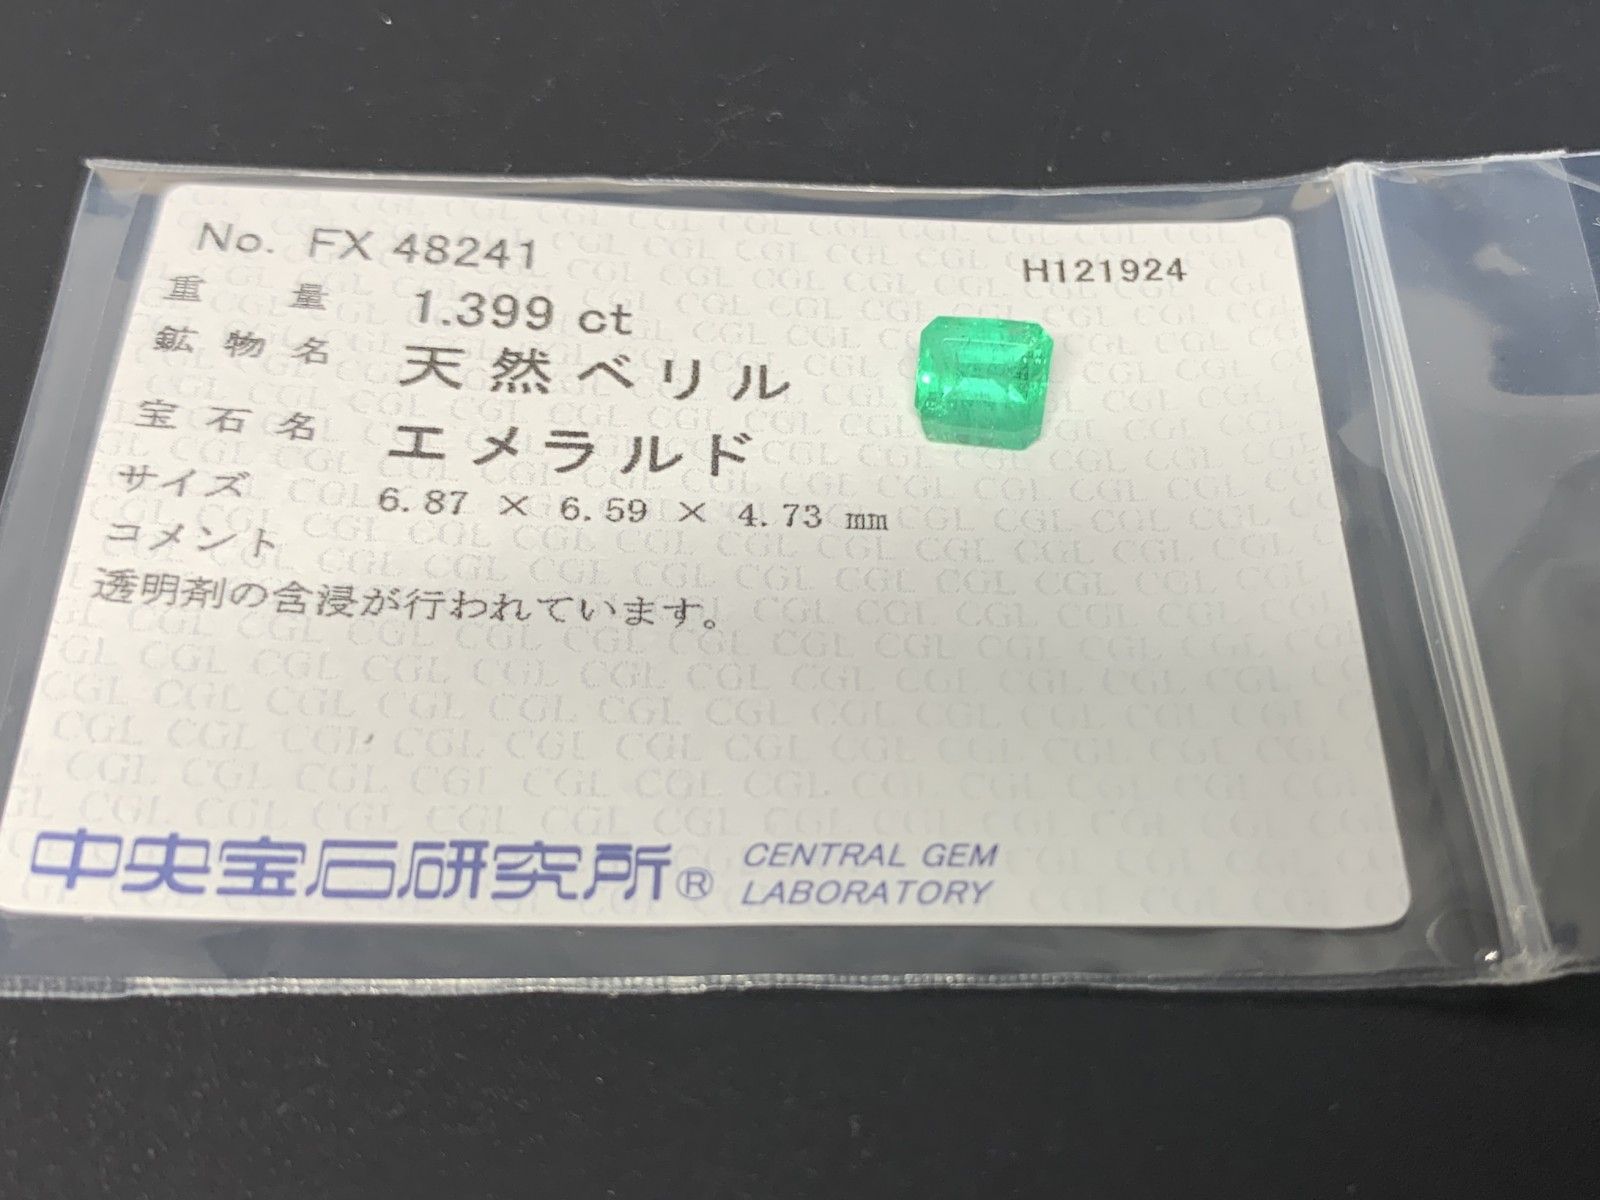 No. FX 48241
H121924
重量 1.399 ct
鉱物名 天然ベリル
宝石名 エメラルド
サイズ 6.87 × 6.59 × 4.73 mm
コメント
透明剤の含浸が行われています。
中央宝石研究所® CENTRAL GEM
LABORATORY